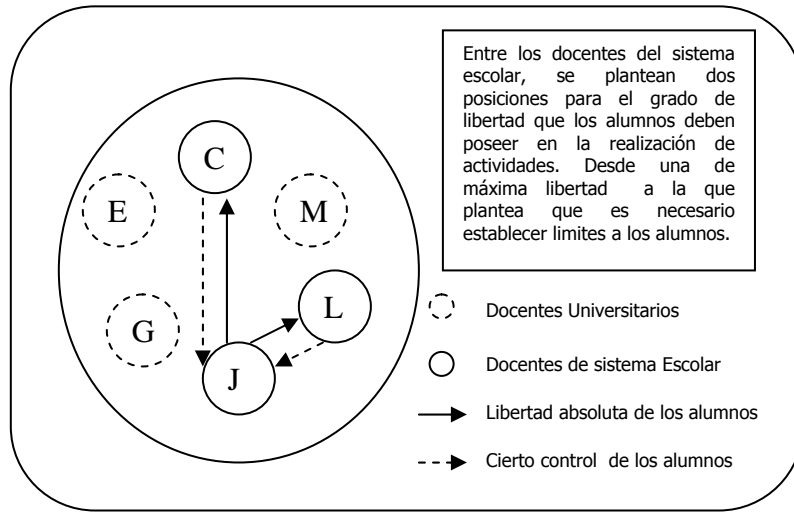 Entre los docentes del sistema
escolar, se plantean dos
posiciones para el grado de
libertad que los alumnos deben
poseer en la realización de
actividades. Desde una de
máxima libertad a la que
plantea que es necesario
establecer limites a los alumnos.
C
E
M
L
G
J
Docentes Universitarios
Docentes de sistema Escolar
Libertad absoluta de los alumnos
Cierto control de los alumnos